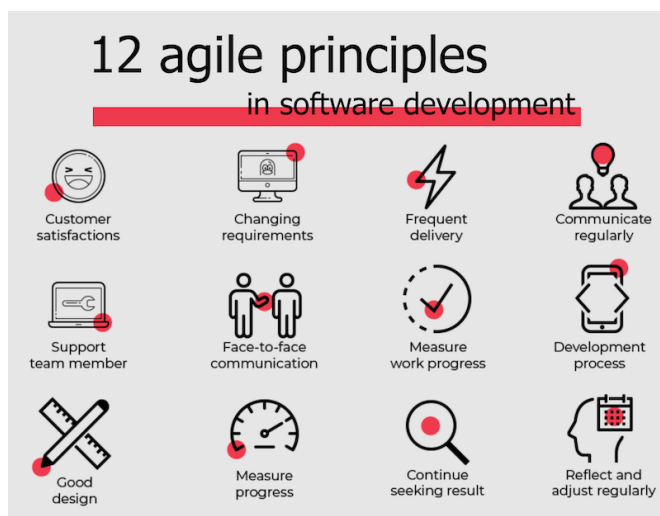 12 agile principles
in software development
Customer
satisfactions
Changing
requirements
Frequent
delivery
Communicate
regularly
Support
team member
Face-to-face
communication
Measure
work progress
Development
process
Good
design
Measure
progress
Continue
seeking result
Reflect and
adjust regularly